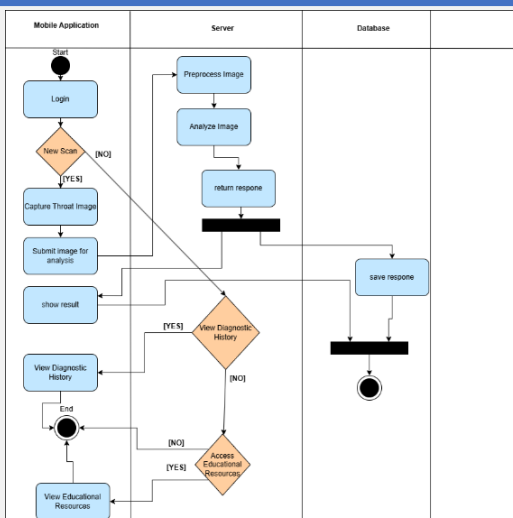 Mobile Application
Server
Database
Start
Login
New Scan
[NO]
[YES]
Capture Throat Image
Submit image for
analysis
show result
Preprocess Image
Analyze Image
return respone
save respone
View Diagnostic
History
[YES]
[NO]
View Diagnostic
History
End
Access
Educational
Resources
[NO]
[YES]
View Educational
Resources